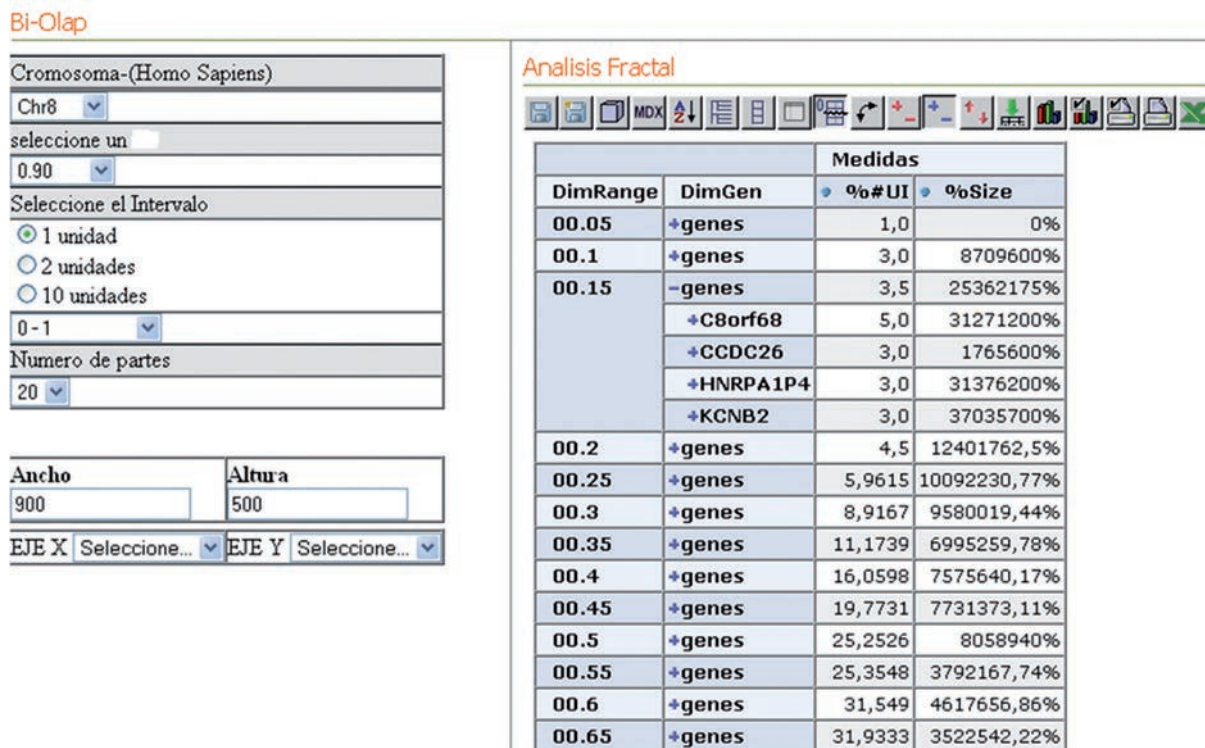 Bi-Olap
Cromosoma-(Homo Sapiens)
Chr8
seleccione un
0.90
Seleccione el Intervalo
1 unidad
2 unidades
10 unidades
0 - 1
Numero de partes
20
Ancho Altura
900 500
EJE X Seleccione... EJE Y Seleccione...
Analisis Fractal
MDX
Medidas
DimRange DimGen %#UI %Size
00.05 +genes 1,0 0%
00.1 +genes 3,0 8709600%
00.15 -genes 3,5 25362175%
+C8orf68 5,0 31271200%
+CCDC26 3,0 1765600%
+HNRPA1P4 3,0 31376200%
+KCNB2 3,0 37035700%
00.2 +genes 4,5 12401762,5%
00.25 +genes 5,9615 10092230,77%
00.3 +genes 8,9167 9580019,44%
00.35 +genes 11,1739 6995259,78%
00.4 +genes 16,0598 7575640,17%
00.45 +genes 19,7731 7731373,11%
00.5 +genes 25,2526 8058940%
00.55 +genes 25,3548 3792167,74%
00.6 +genes 31,549 4617656,86%
00.65 +genes 31,9333 3522542,22%